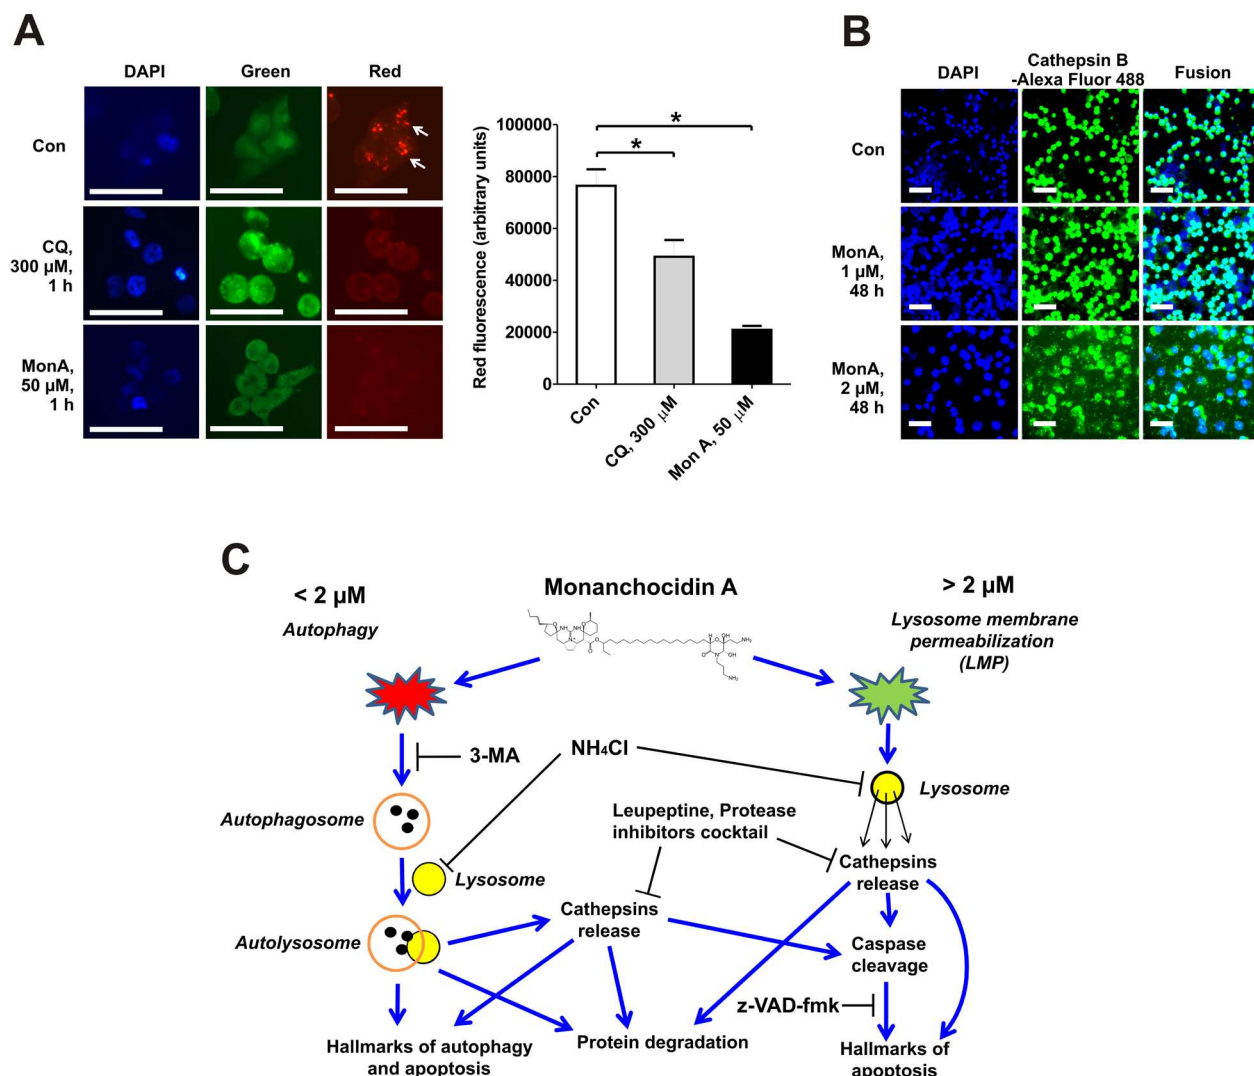 A
DAPI
Green
Red
Con
CQ,
300 µM,
1 h
MonA,
50 µM,
1 h
Red fluorescence (arbitrary units)
100000
80000
60000
40000
20000
0
*
*
Con
CQ, 300 µM
Mon A, 50 µM
B
DAPI
Cathepsin B
-Alexa Fluor 488
Fusion
Con
MonA,
1 µM,
48 h
MonA,
2 µM,
48 h
C
< 2 µM
Autophagy
Monanchocidin A
> 2 µM
Lysosome membrane
permeabilization
(LMP)
3-MA
NH₄Cl
Lysosome
Autophagosome
Leupeptine, Protease
inhibitors cocktail
Lysosome
Cathepsins
release
Cathepsins
release
Autolysosome
Caspase
cleavage
z-VAD-fmk
Hallmarks of autophagy
and apoptosis
Protein degradation
Hallmarks of
apoptosis